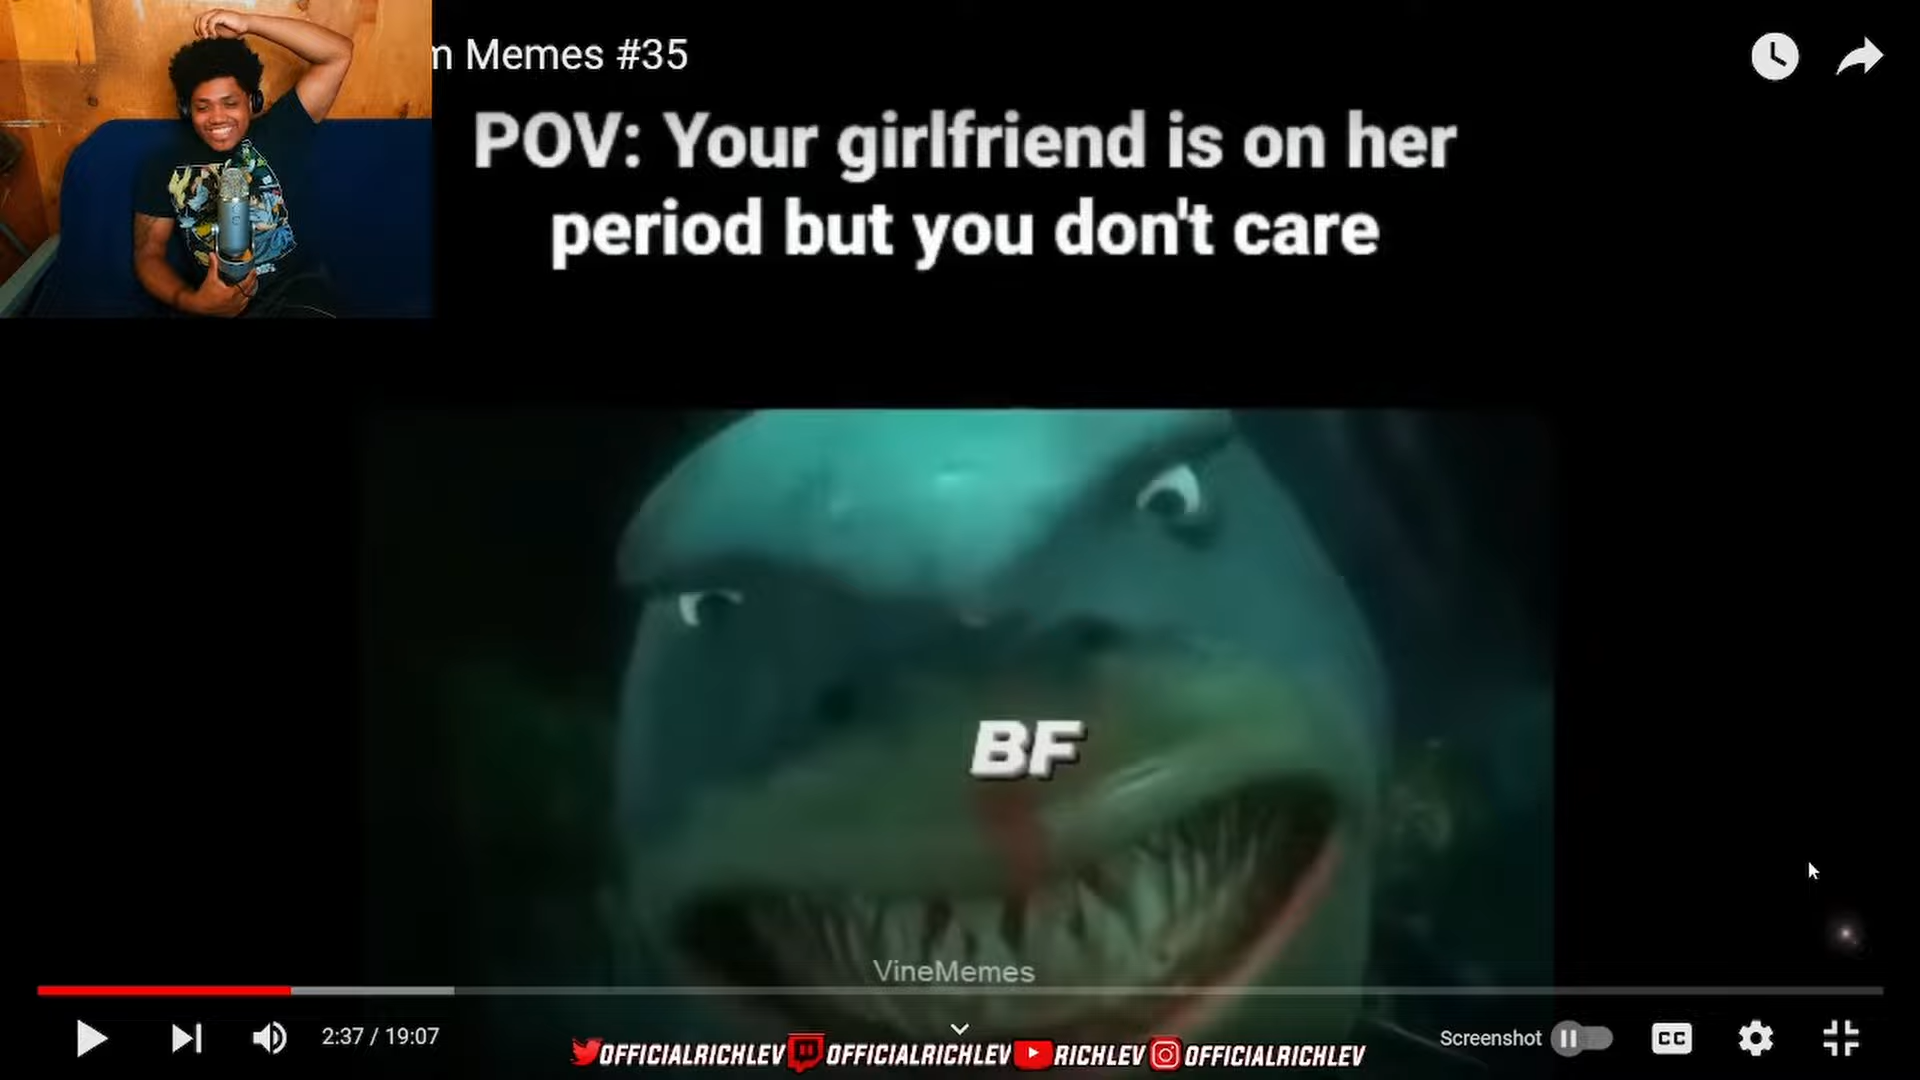 m Memes #35
POV: Your girlfriend is on her
period but you don't care
BF
VineMemes
2:37 / 19:07
Screenshot
CC
OFFICIALRICHLEV OFFICIALRICHLEV RICHLEV OFFICIALRICHLEV